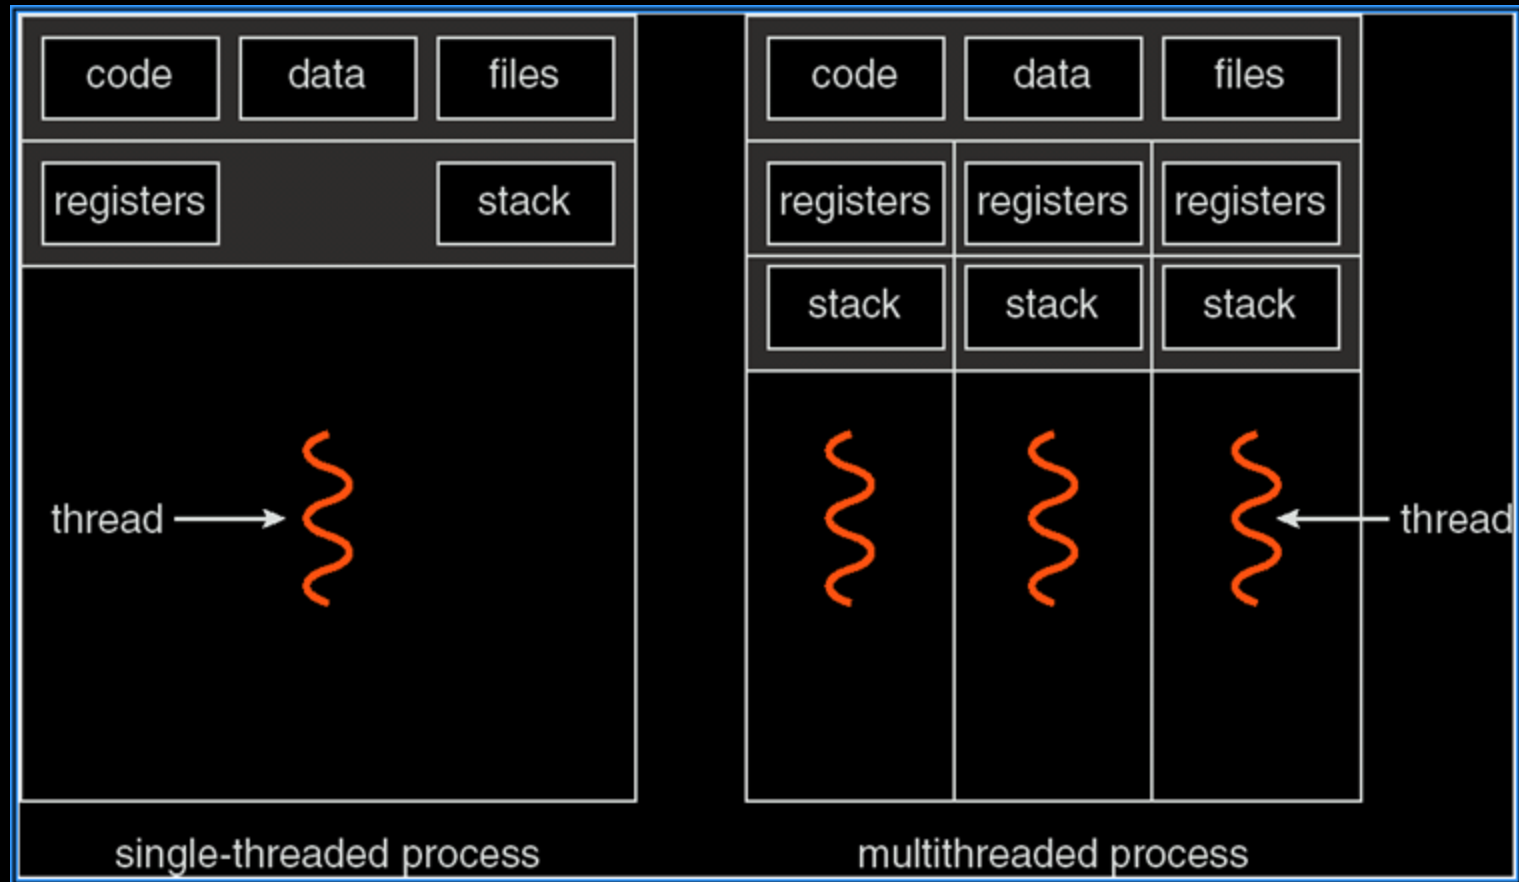 code data files code data files
registers stack registers registers registers
stack stack stack
thread thread
single-threaded process multithreaded process